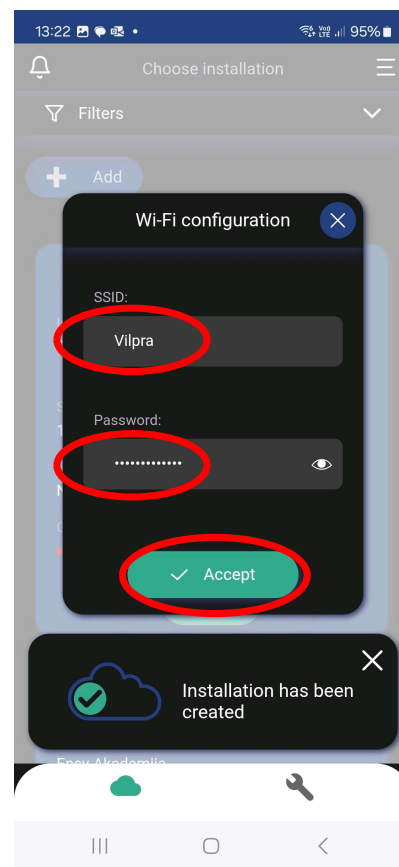 13:22
95%
Choose installation
Filters
Add
Wi-Fi configuration
SSID:
Vilpra
Password:
•••••••••••••
Accept
Installation has been
created
Ensy Akademija